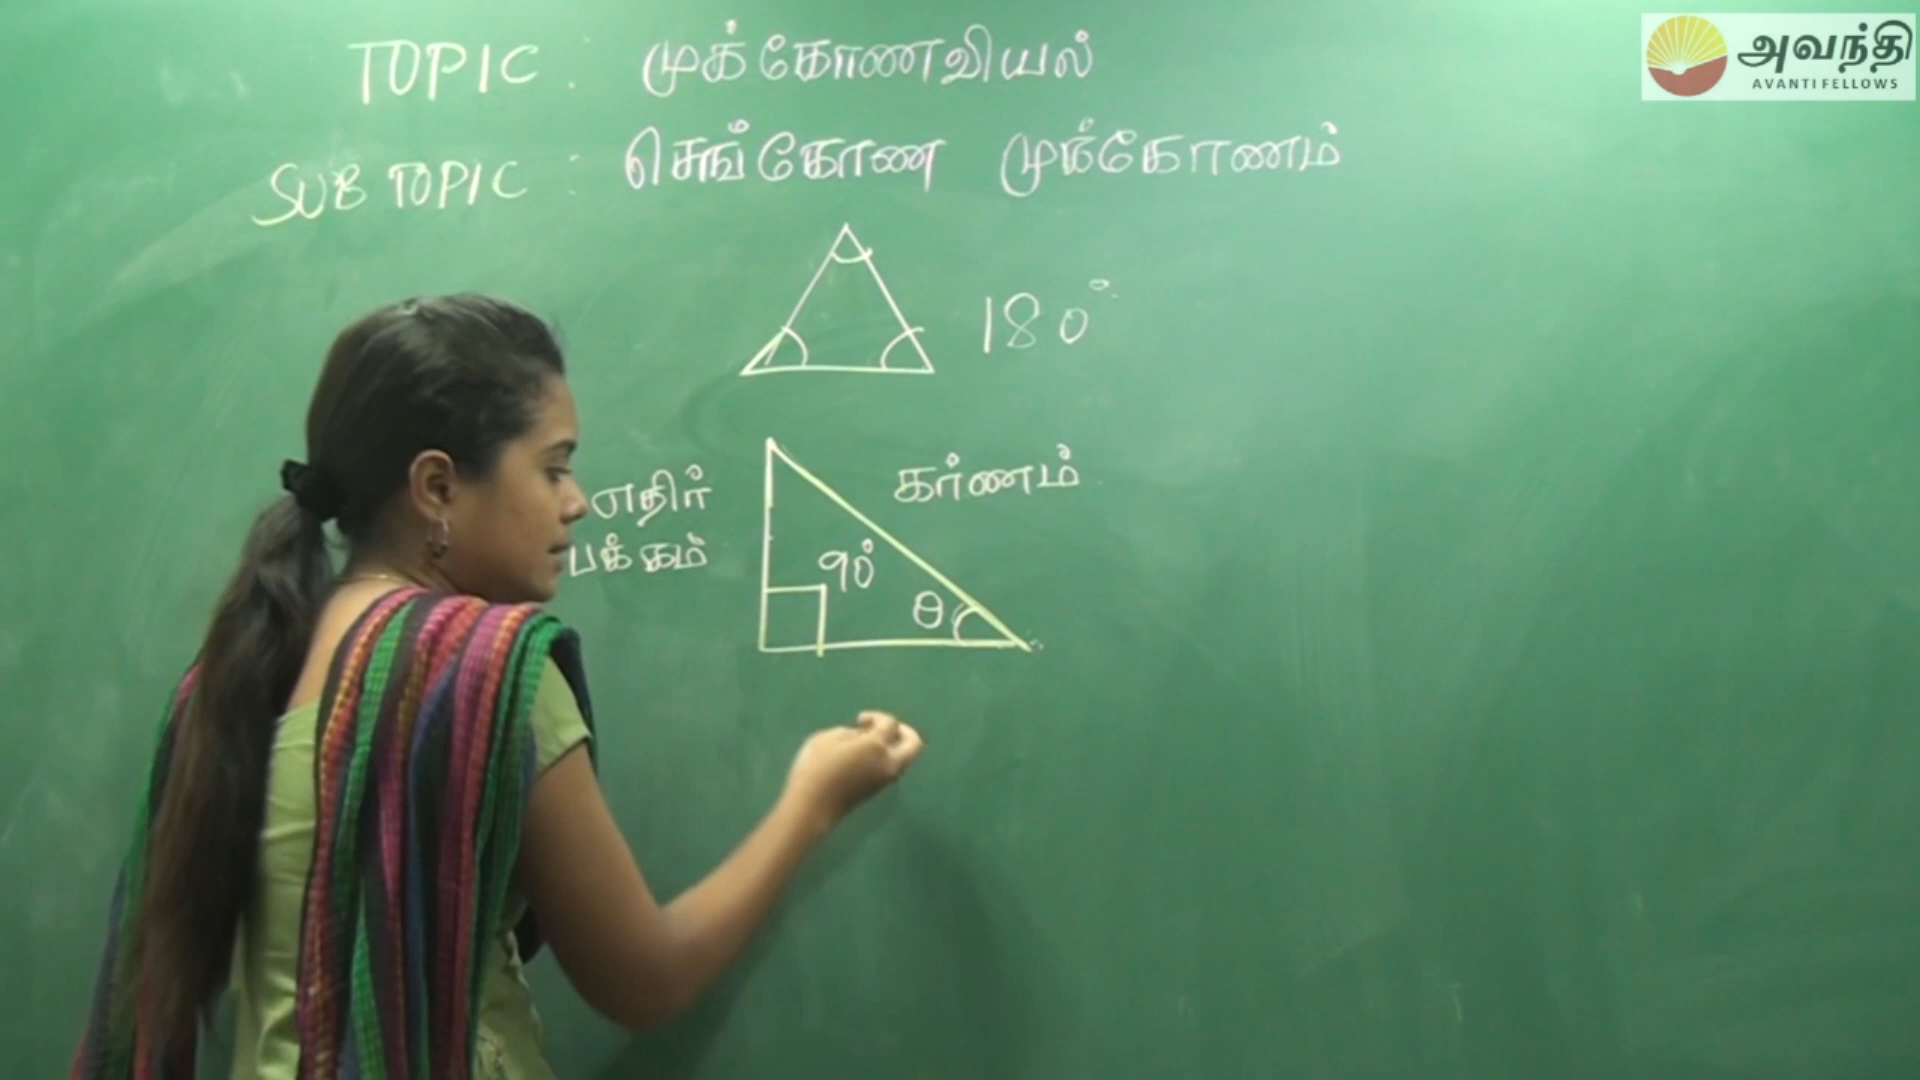 TOPIC : முக்கோணவியல்
SUB TOPIC : செங்கோண முக்கோணம்
180°
எதிர்
பக்கம்
கர்ணம்
90°
θ
அவந்தி
AVANTI FELLOWS